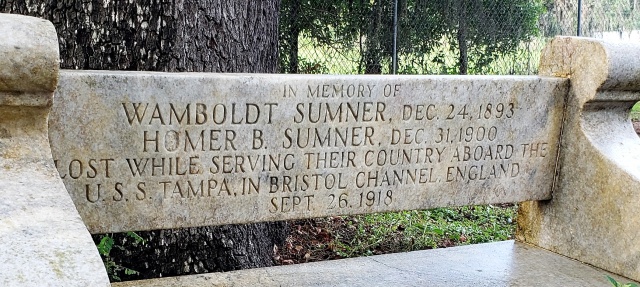 IN MEMORY OF
WAMBOLDT SUMNER, DEC. 24, 1893
HOMER B. SUMNER, DEC. 31, 1900
LOST WHILE SERVING THEIR COUNTRY ABOARD THE
U.S.S. TAMPA, IN BRISTOL CHANNEL, ENGLAND
SEPT. 26, 1918